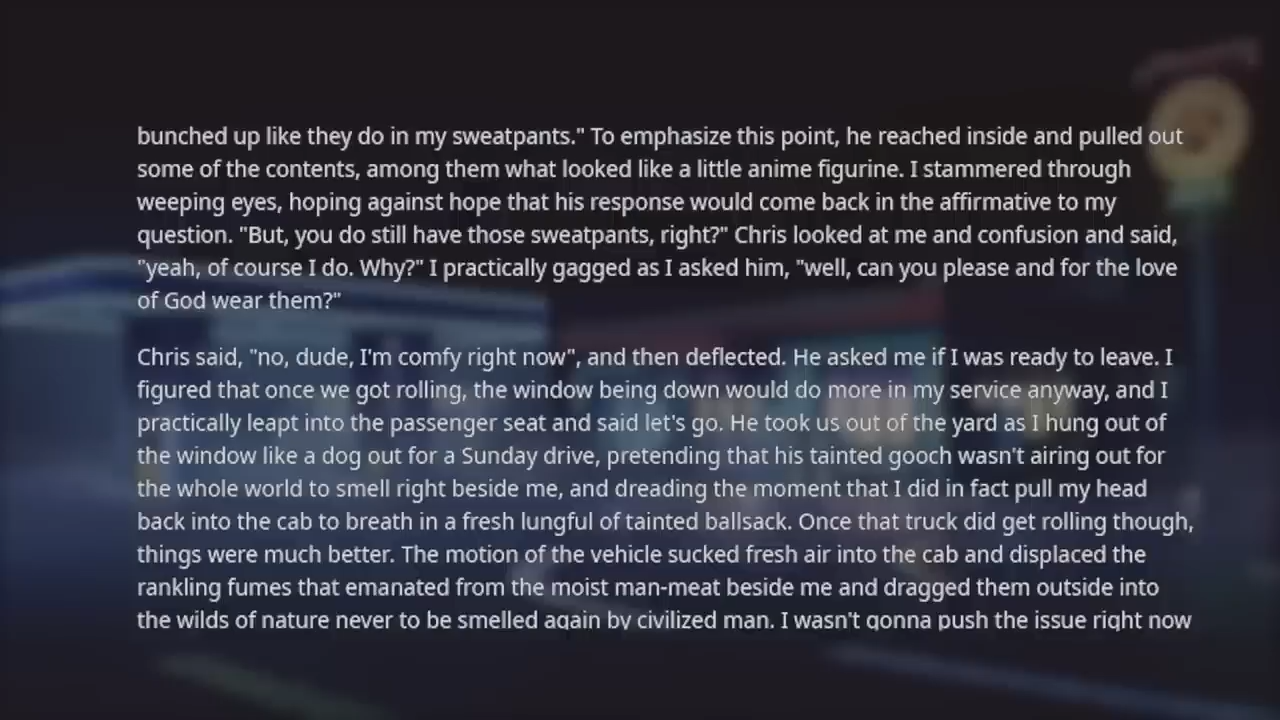 bunched up like they do in my sweatpants." To emphasize this point, he reached inside and pulled out
some of the contents, among them what looked like a little anime figurine. I stammered through
weeping eyes, hoping against hope that his response would come back in the affirmative to my
question. "But, you do still have those sweatpants, right?" Chris looked at me and confusion and said,
"yeah, of course I do. Why?" I practically gagged as I asked him, "well, can you please and for the love
of God wear them?"
Chris said, "no, dude, I'm comfy right now", and then deflected. He asked me if I was ready to leave. I
figured that once we got rolling, the window being down would do more in my service anyway, and I
practically leapt into the passenger seat and said let's go. He took us out of the yard as I hung out of
the window like a dog out for a Sunday drive, pretending that his tainted gooch wasn't airing out for
the whole world to smell right beside me, and dreading the moment that I did in fact pull my head
back into the cab to breath in a fresh lungful of tainted ballsack. Once that truck did get rolling though,
things were much better. The motion of the vehicle sucked fresh air into the cab and displaced the
rankling fumes that emanated from the moist man-meat beside me and dragged them outside into
the wilds of nature never to be smelled again by civilized man. I wasn't gonna push the issue right now